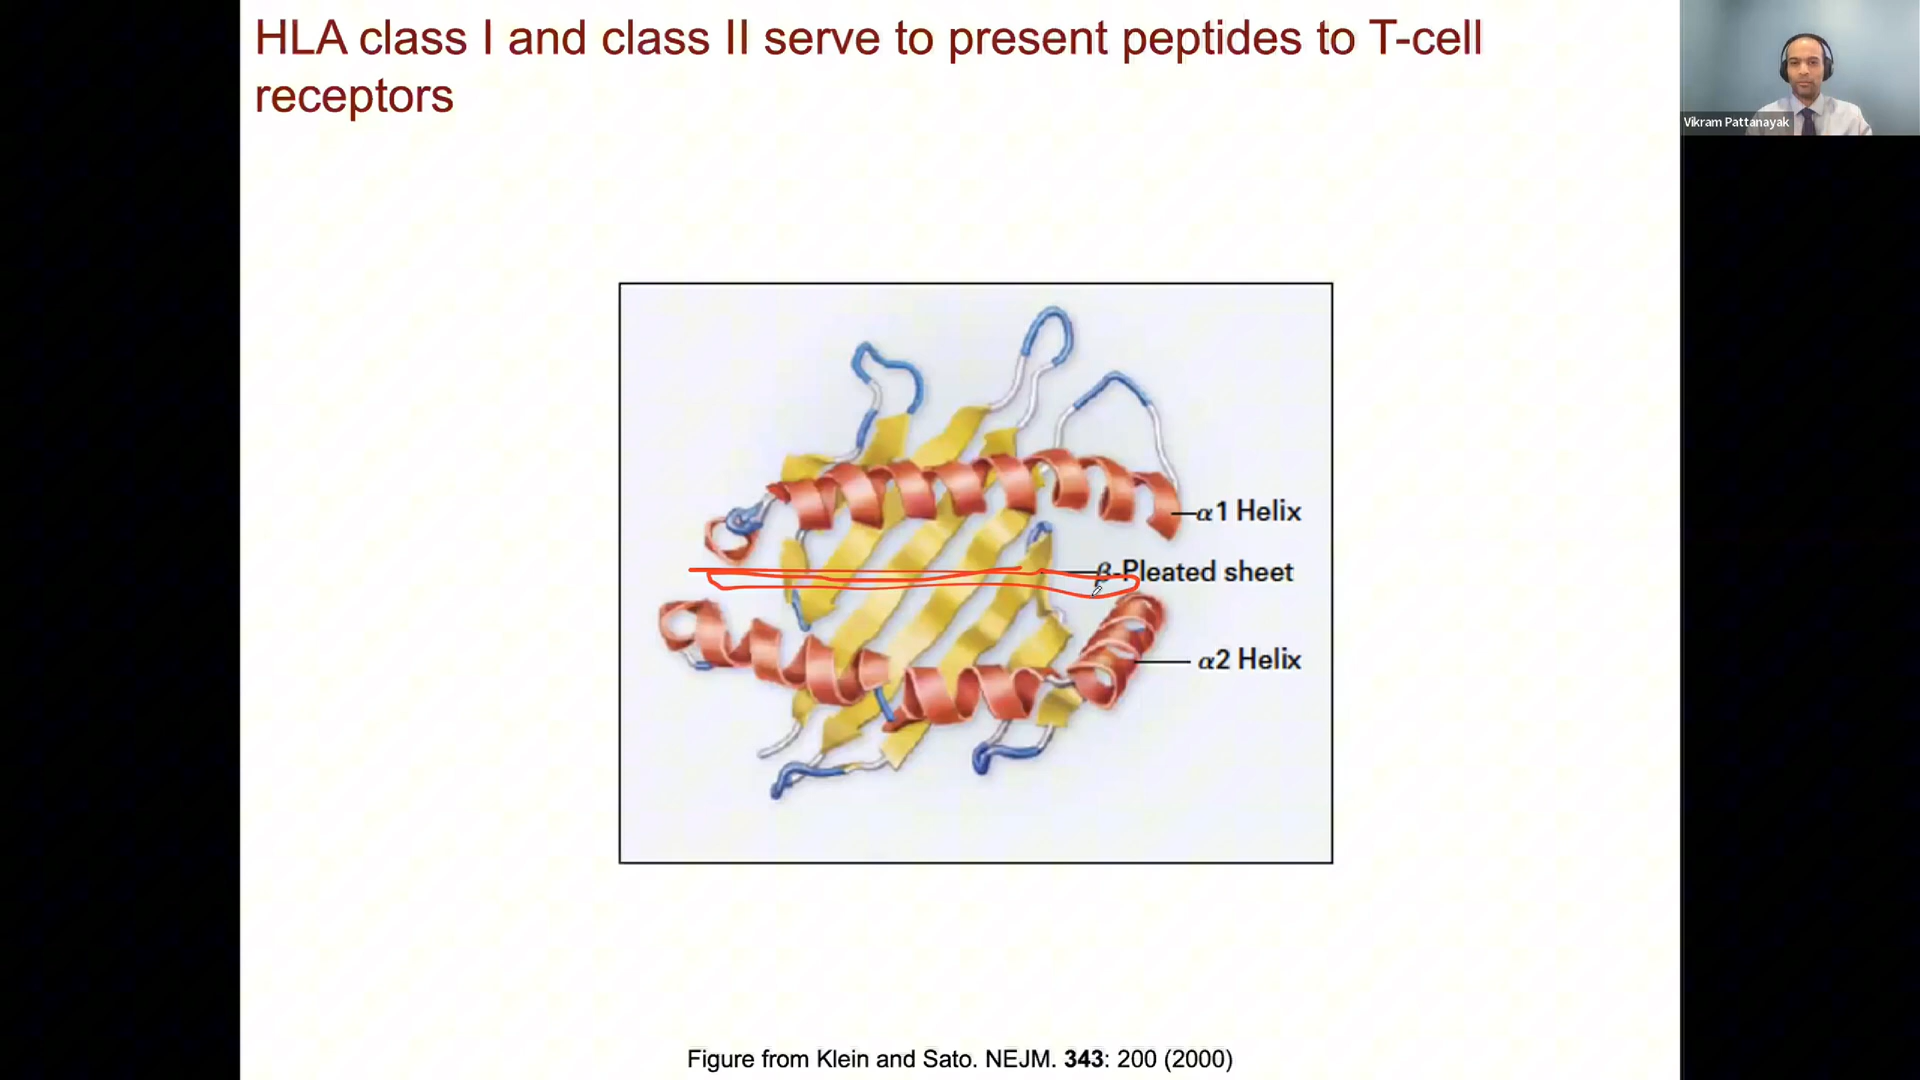 HLA class I and class II serve to present peptides to T-cell
receptors
Vikram Pattanayak
α1 Helix
β-Pleated sheet
α2 Helix
Figure from Klein and Sato. NEJM. 343: 200 (2000)